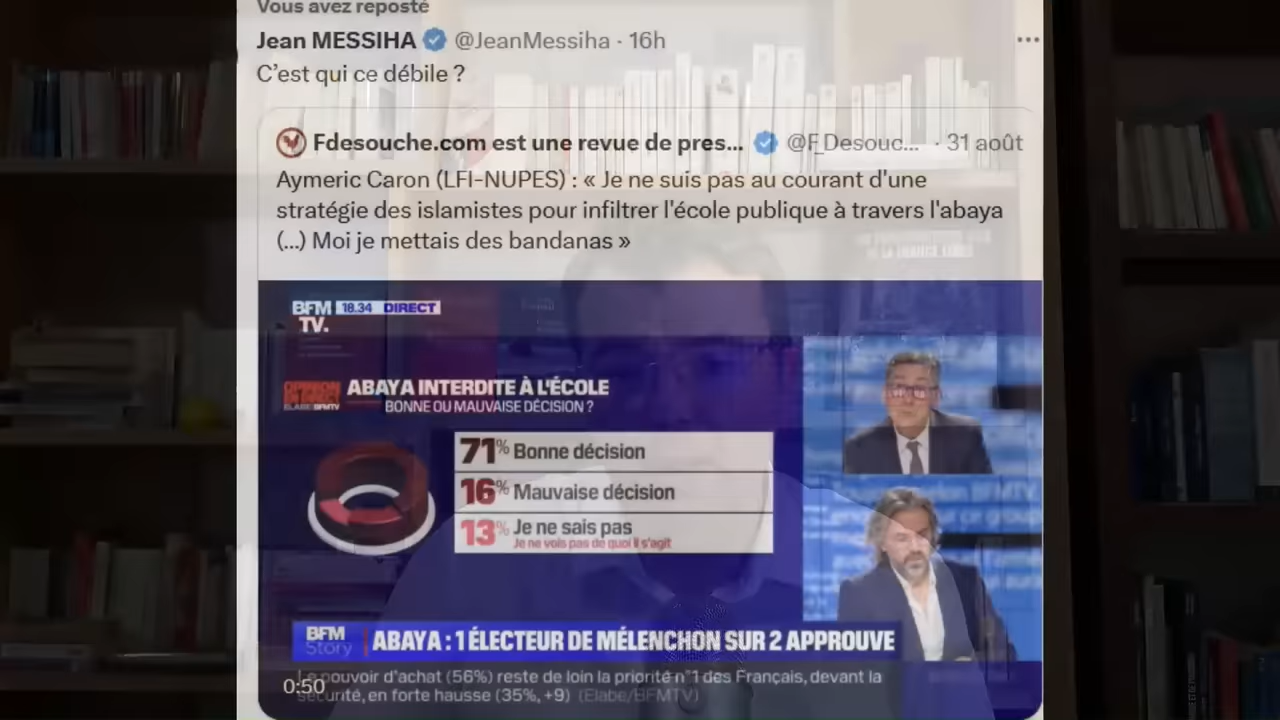 Vous avez reposté
Jean MESSIHA @JeanMessiha · 16h
C'est qui ce débile ?
Fdesouche.com est une revue de pres... @F_Desouc... · 31 août
Aymeric Caron (LFI-NUPES) : « Je ne suis pas au courant d'une
stratégie des islamistes pour infiltrer l'école publique à travers l'abaya
(...) Moi je mettais des bandanas »
BFM 18.34 DIRECT
TV.
OPINION
EN DIRECT
ELABE BFMTV
ABAYA INTERDITE À L'ÉCOLE
BONNE OU MAUVAISE DÉCISION ?
71% Bonne décision
16% Mauvaise décision
13% Je ne sais pas
Je ne vois pas de quoi il s'agit
BFM
Story
ABAYA : 1 ÉLECTEUR DE MÉLENCHON SUR 2 APPROUVE
Le pouvoir d'achat (56%) reste de loin la priorité n°1 des Français, devant la
0:50
sécurité, en forte hausse (35%, +9) (Elabe/BFMTV)